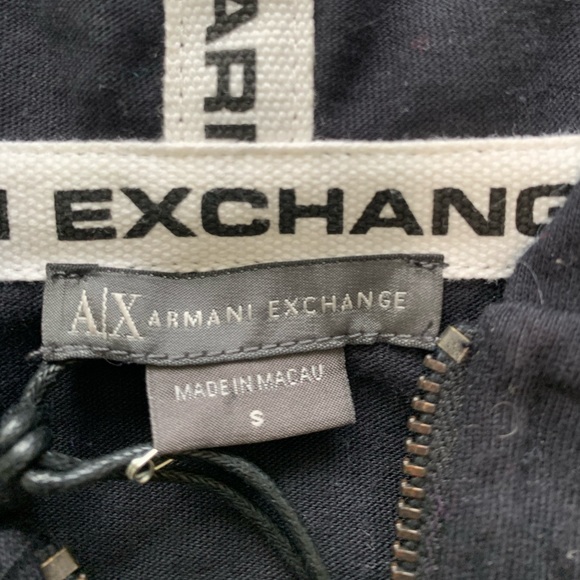 ARI
I EXCHANG
A|X ARMANI EXCHANGE
MADE IN MACAU
S